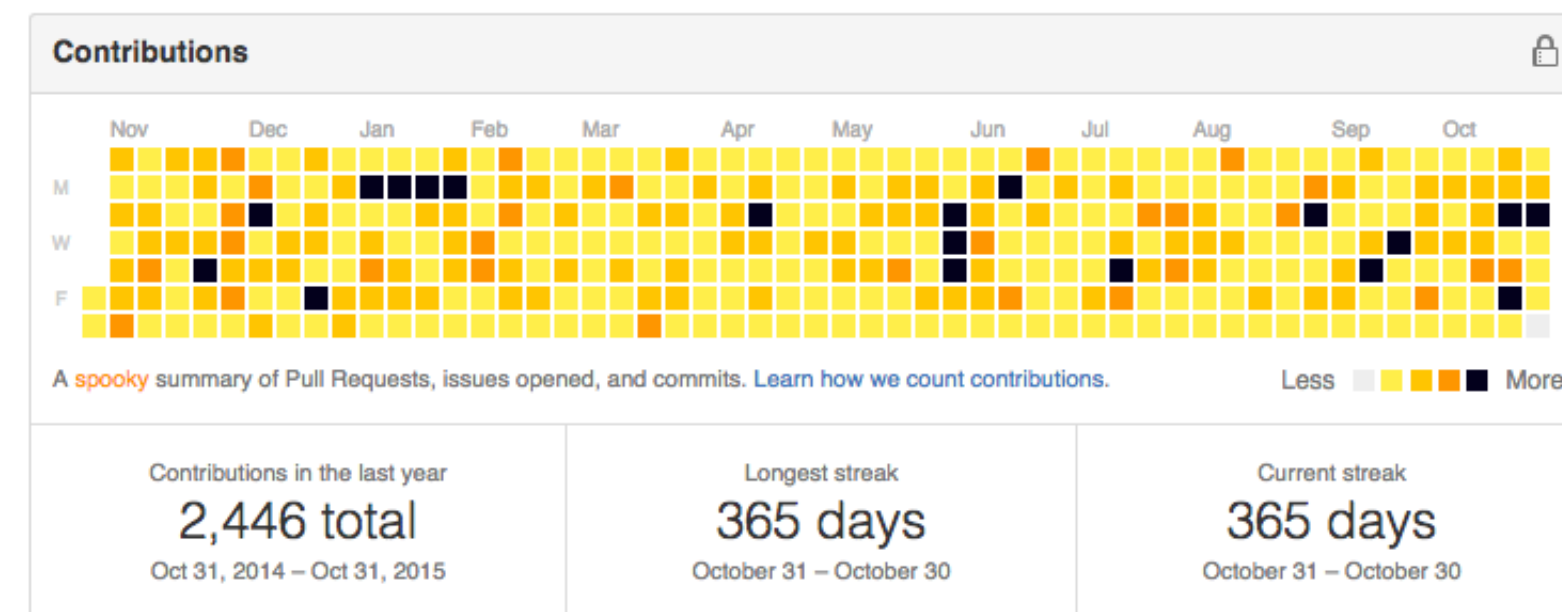 Contributions
Nov Dec Jan Feb Mar Apr May Jun Jul Aug Sep Oct
M
W
F
A spooky summary of Pull Requests, issues opened, and commits. Learn how we count contributions.
Less More
Contributions in the last year
2,446 total
Oct 31, 2014 – Oct 31, 2015
Longest streak
365 days
October 31 – October 30
Current streak
365 days
October 31 – October 30